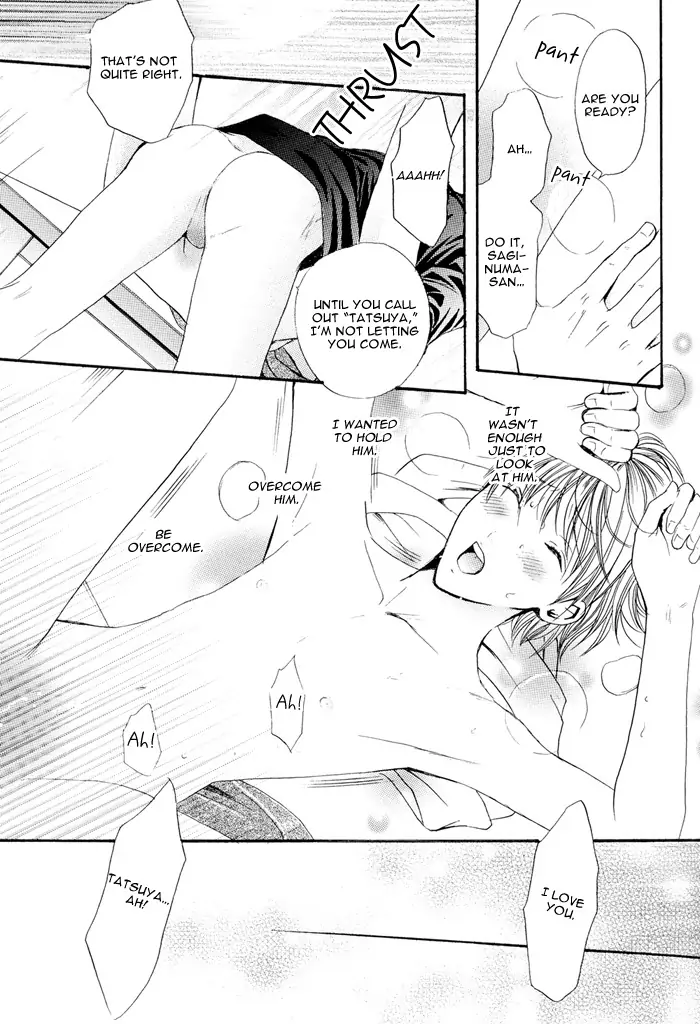 Pant
ARE YOU
READY?
AH...
Pant
DO IT,
SAGI-
NUMA-
SAN...
THRUST
THAT'S NOT
QUITE RIGHT.
AAAHH!
UNTIL YOU CALL
OUT "TATSUYA,"
I'M NOT LETTING
YOU COME.
IT
WASN'T
ENOUGH
JUST TO
LOOK
AT HIM.
I WANTED
TO HOLD
HIM.
OVERCOME
HIM.
BE
OVERCOME.
Ah!
Ah!
I LOVE
YOU.
TATSUYA...
AH!